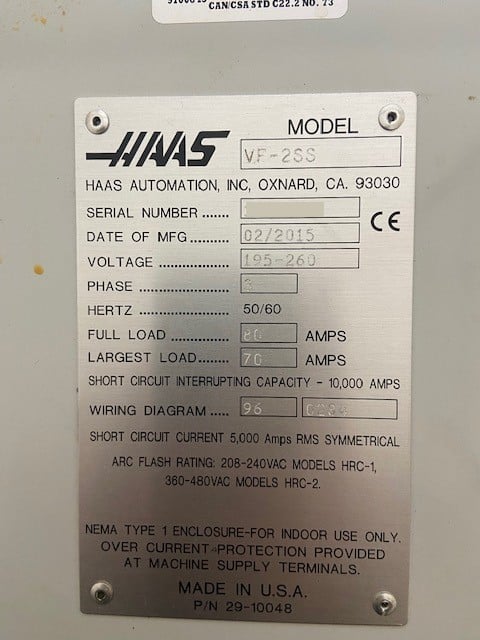 CAN/CSA STD C22.2 NO. 73
HAAS
MODEL
VF-2SS
HAAS AUTOMATION, INC, OXNARD, CA. 93030
SERIAL NUMBER .......
DATE OF MFG.......... 02/2015
CE
VOLTAGE ................ 195-260
PHASE .................... 3
HERTZ ................... 50/60
FULL LOAD ............. 80 AMPS
LARGEST LOAD........ 70 AMPS
SHORT CIRCUIT INTERRUPTING CAPACITY - 10,000 AMPS
WIRING DIAGRAM ..... 96
SHORT CIRCUIT CURRENT 5,000 Amps RMS SYMMETRICAL
ARC FLASH RATING: 208-240VAC MODELS HRC-1,
360-480VAC MODELS HRC-2.
NEMA TYPE 1 ENCLOSURE-FOR INDOOR USE ONLY.
OVER CURRENT PROTECTION PROVIDED
AT MACHINE SUPPLY TERMINALS.
MADE IN U.S.A.
P/N 29-10048